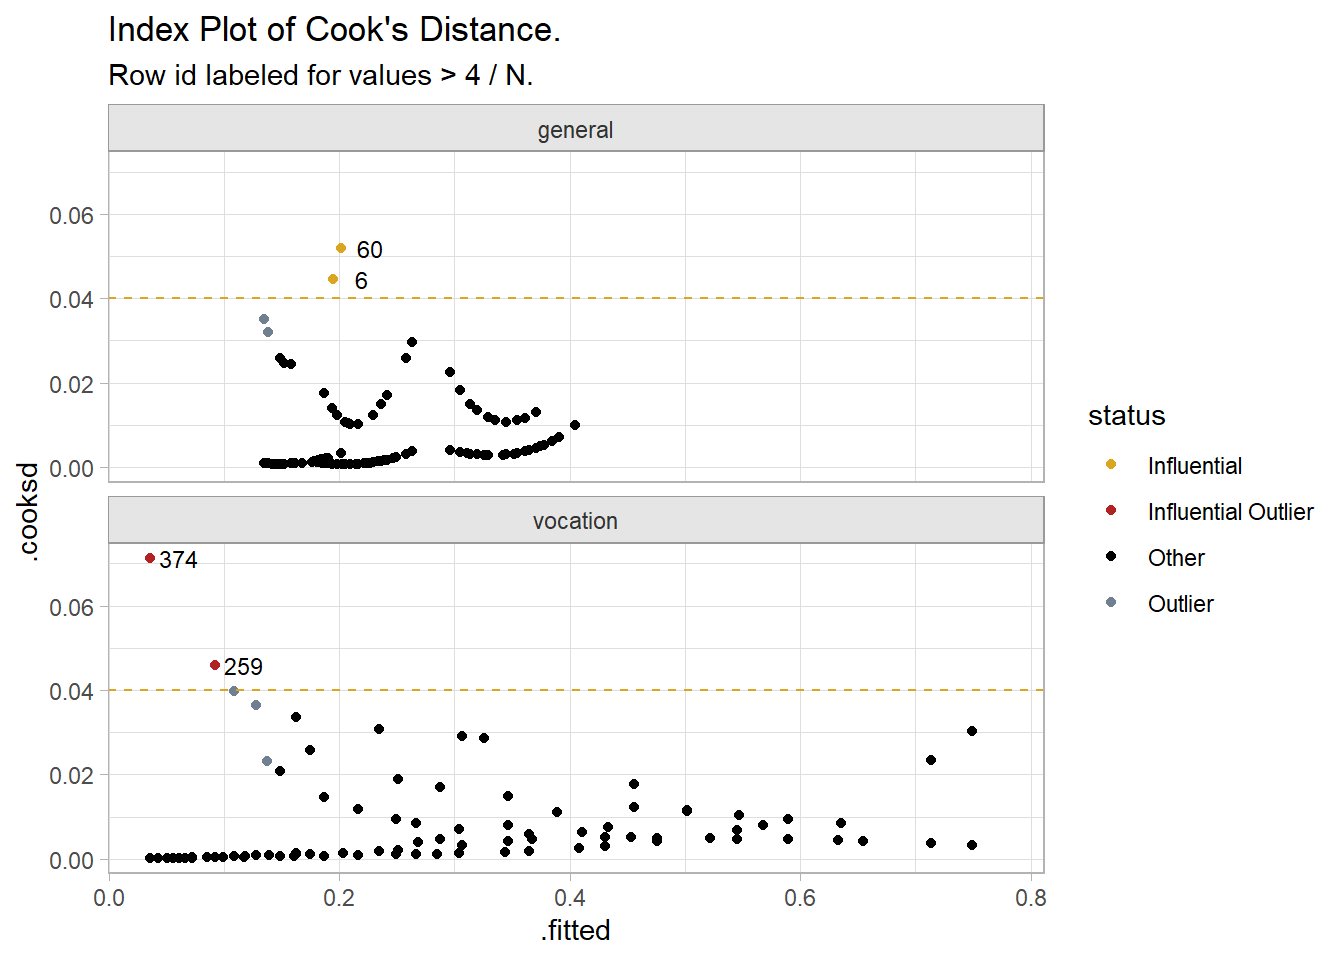 Index Plot of Cook's Distance.
Row id labeled for values > 4 / N.
general
0.06
0.04
0.02
0.00
60
6
vocation
0.06
0.04
0.02
0.00
374
259
0.0 0.2 0.4 0.6 0.8
.fitted
.cooksd
status
Influential
Influential Outlier
Other
Outlier